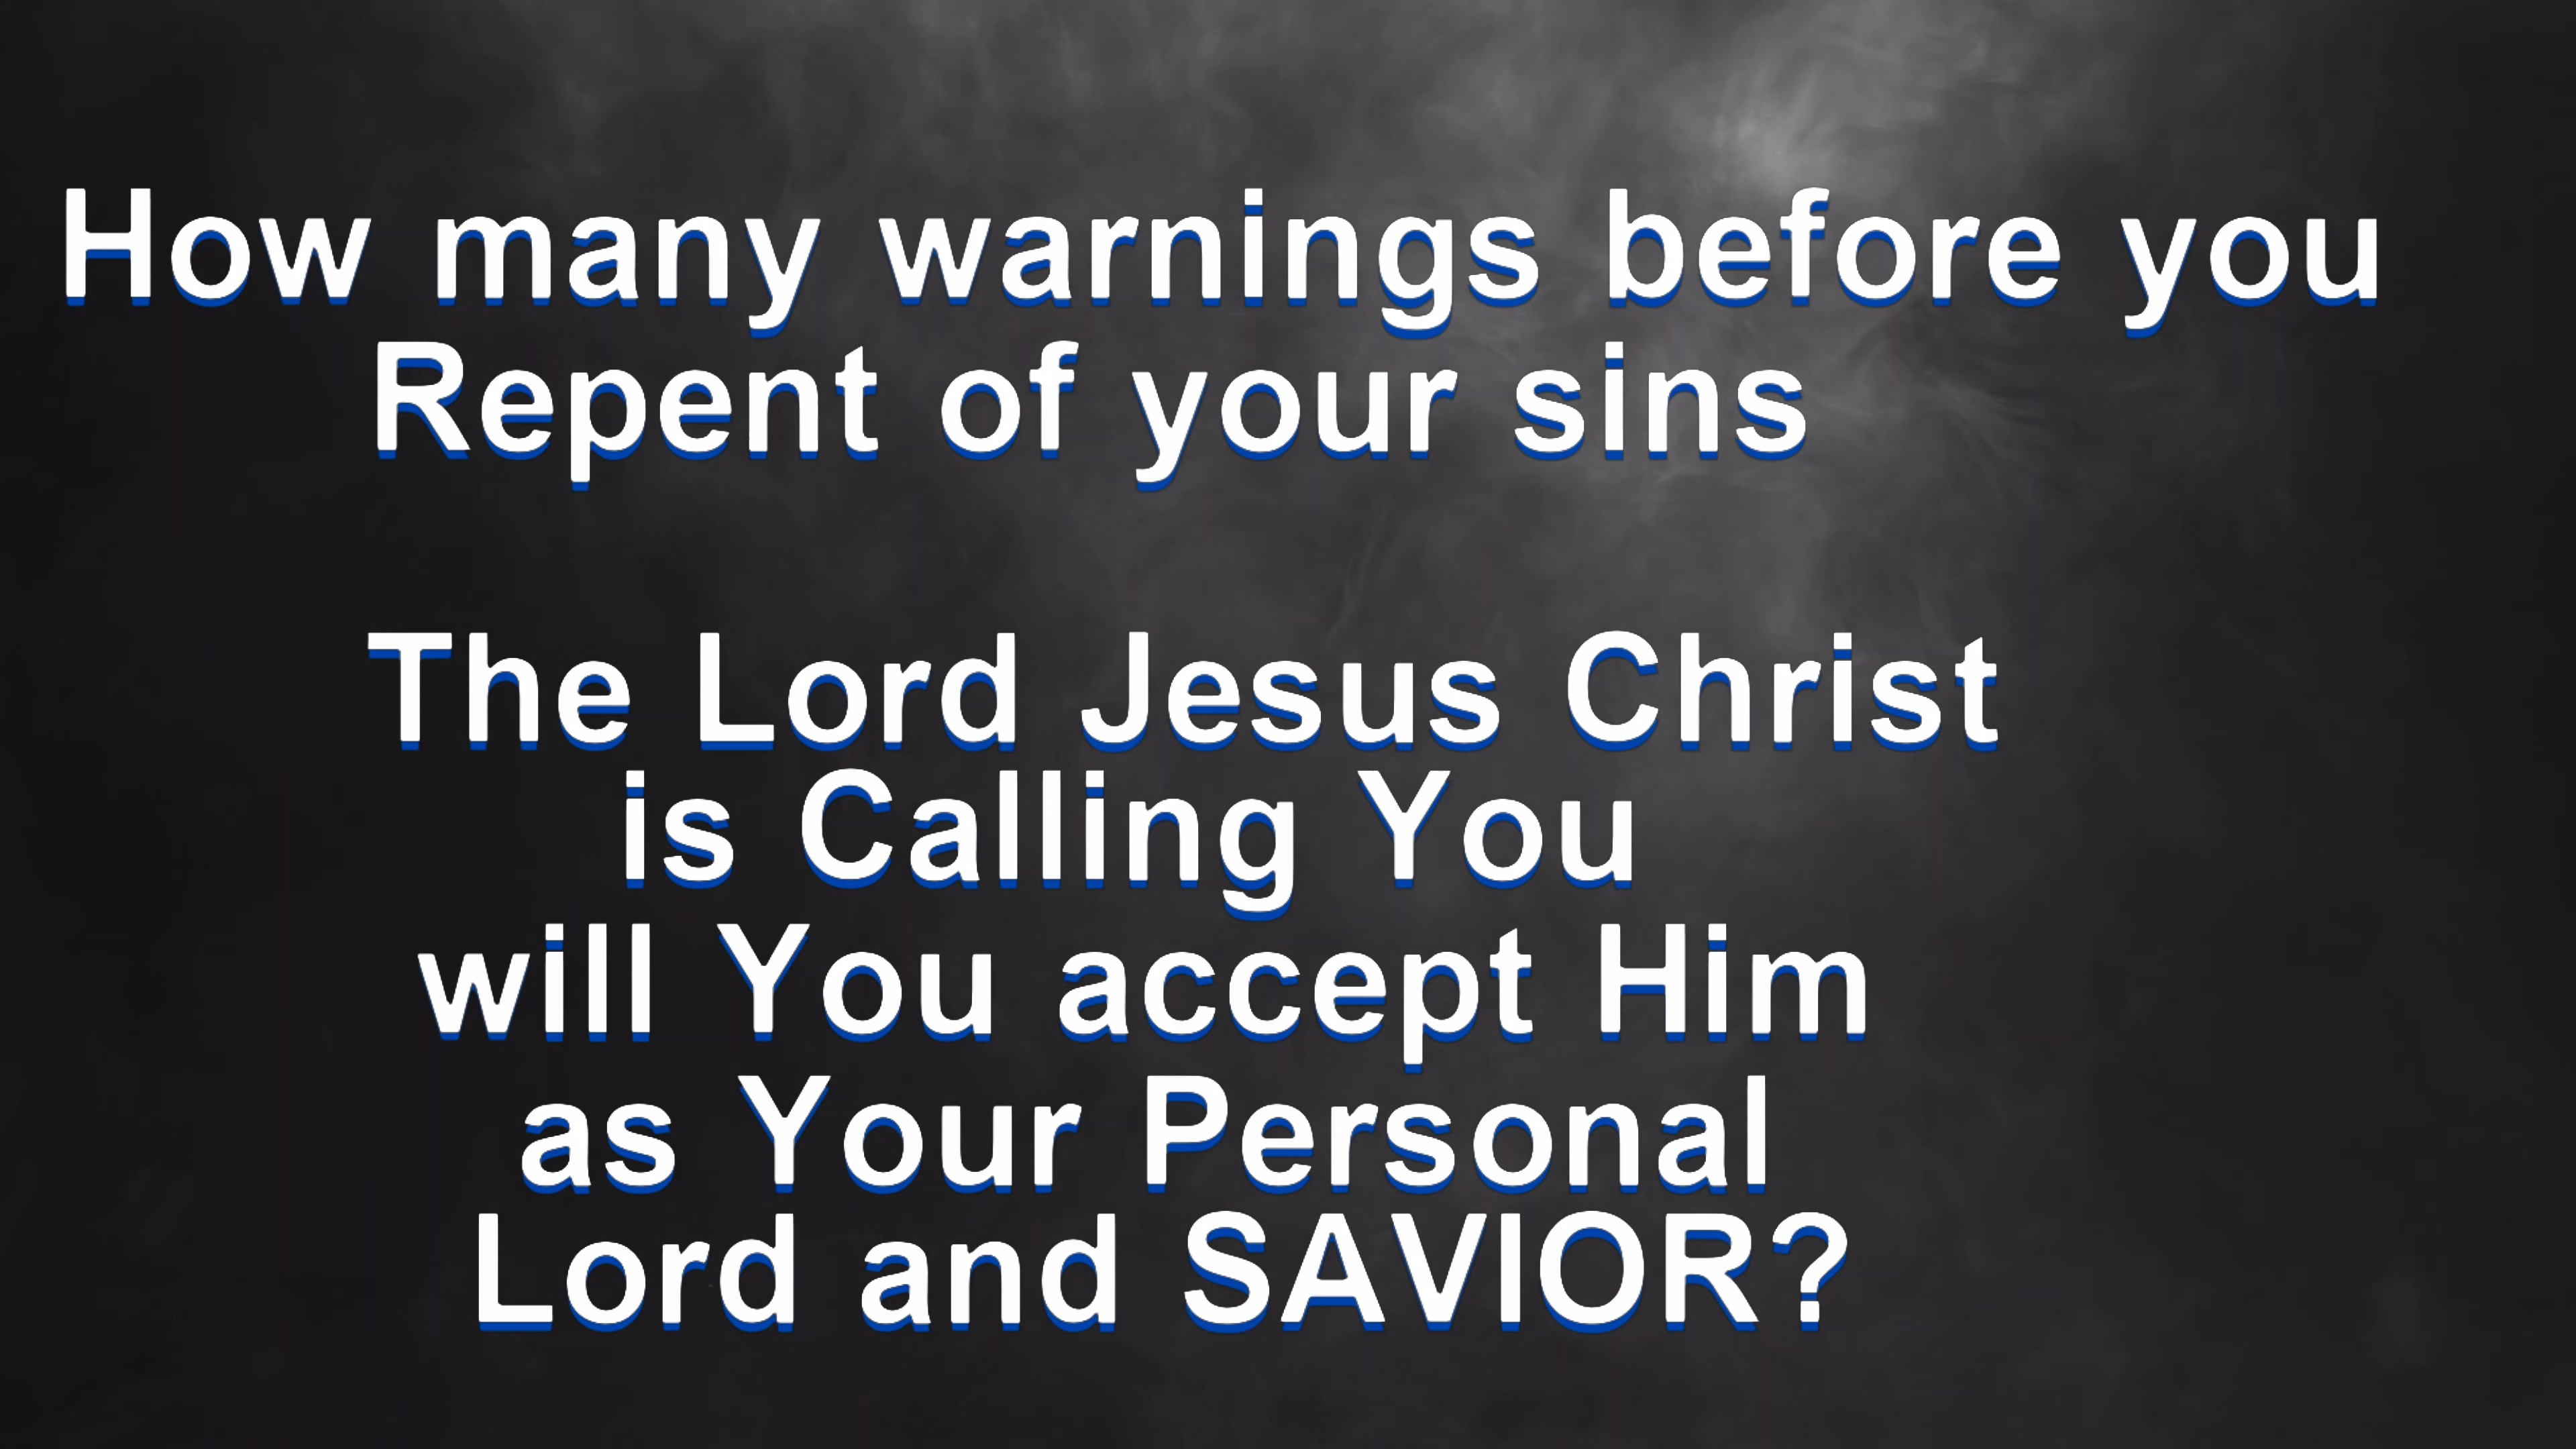 How many warnings before you
Repent of your sins
The Lord Jesus Christ
is Calling You
will You accept Him
as Your Personal
Lord and SAVIOR?